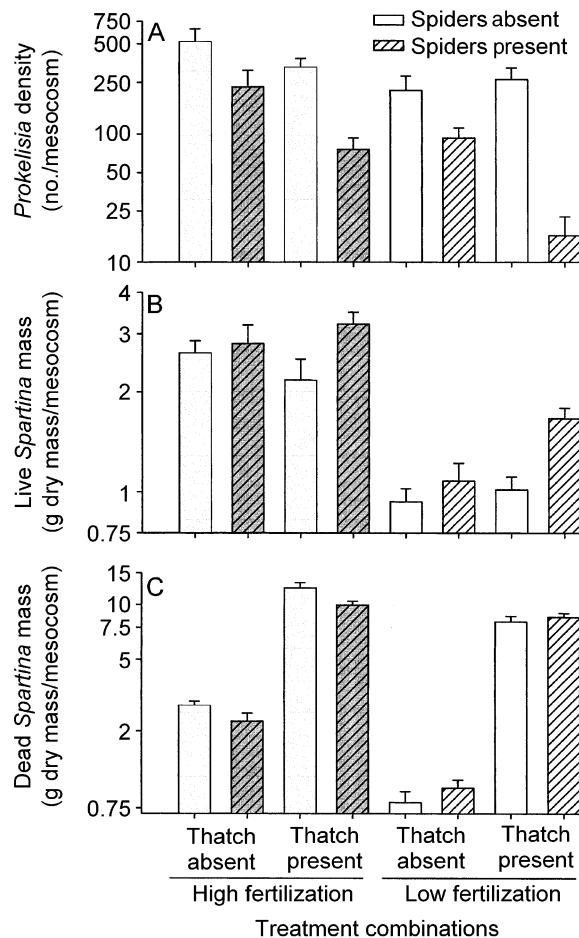 A
Spiders absent
Spiders present
Prokelisia density
(no./mesocosm)
750
500
250
100
50
25
10
B
Live Spartina mass
(g dry mass/mesocosm)
4
3
2
1
0.75
C
Dead Spartina mass
(g dry mass/mesocosm)
15
10
7.5
5
2
0.75
Thatch absent
Thatch present
Thatch absent
Thatch present
High fertilization
Low fertilization
Treatment combinations